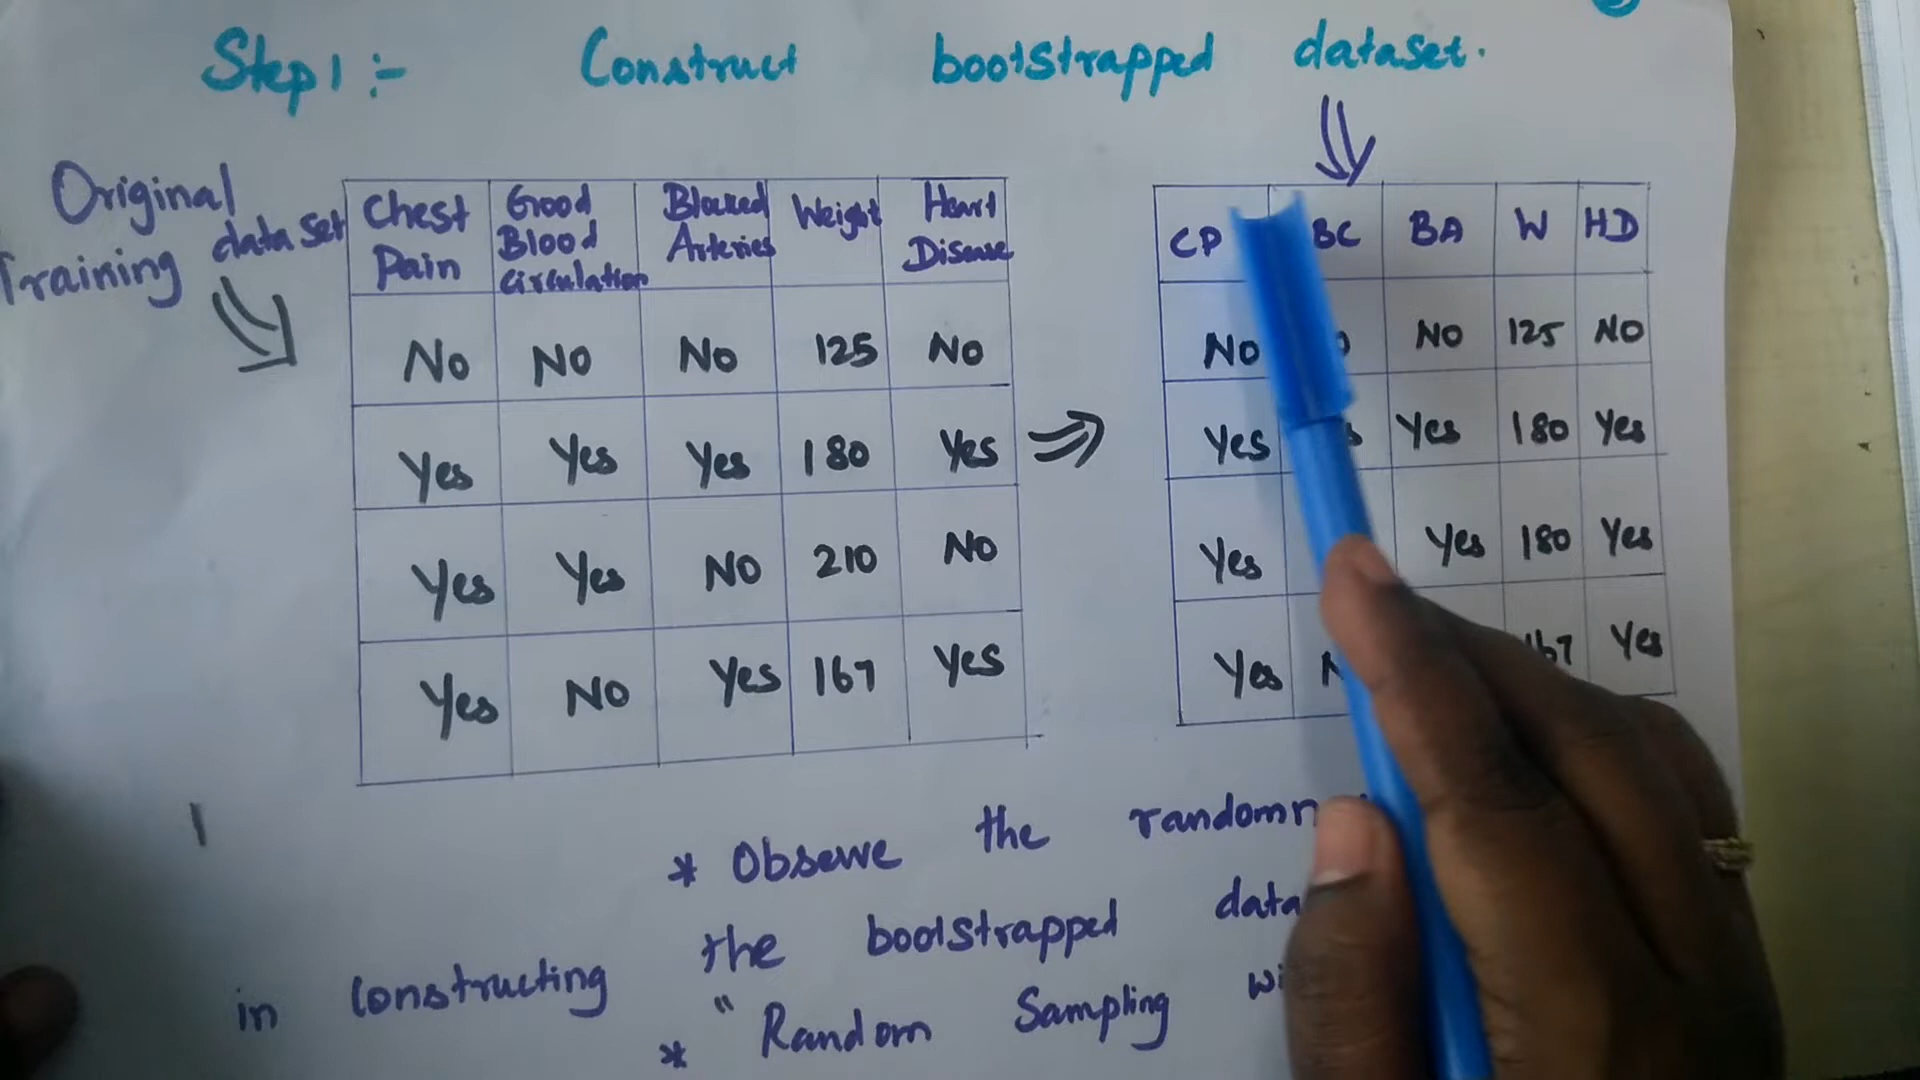 Step 1 :- Construct bootstrapped dataset.
Original
Training dataset
Chest Pain Good Blood Circulation Blocked Arteries Weight Heart Disease
No No No 125 No
Yes Yes Yes 180 Yes
Yes Yes No 210 No
Yes No Yes 167 Yes
CP BC BA W HD
No No 125 No
Yes Yes 180 Yes
Yes Yes 180 Yes
Yes Yes
* Observe the
in constructing the bootstrapped
* "Random Sampling